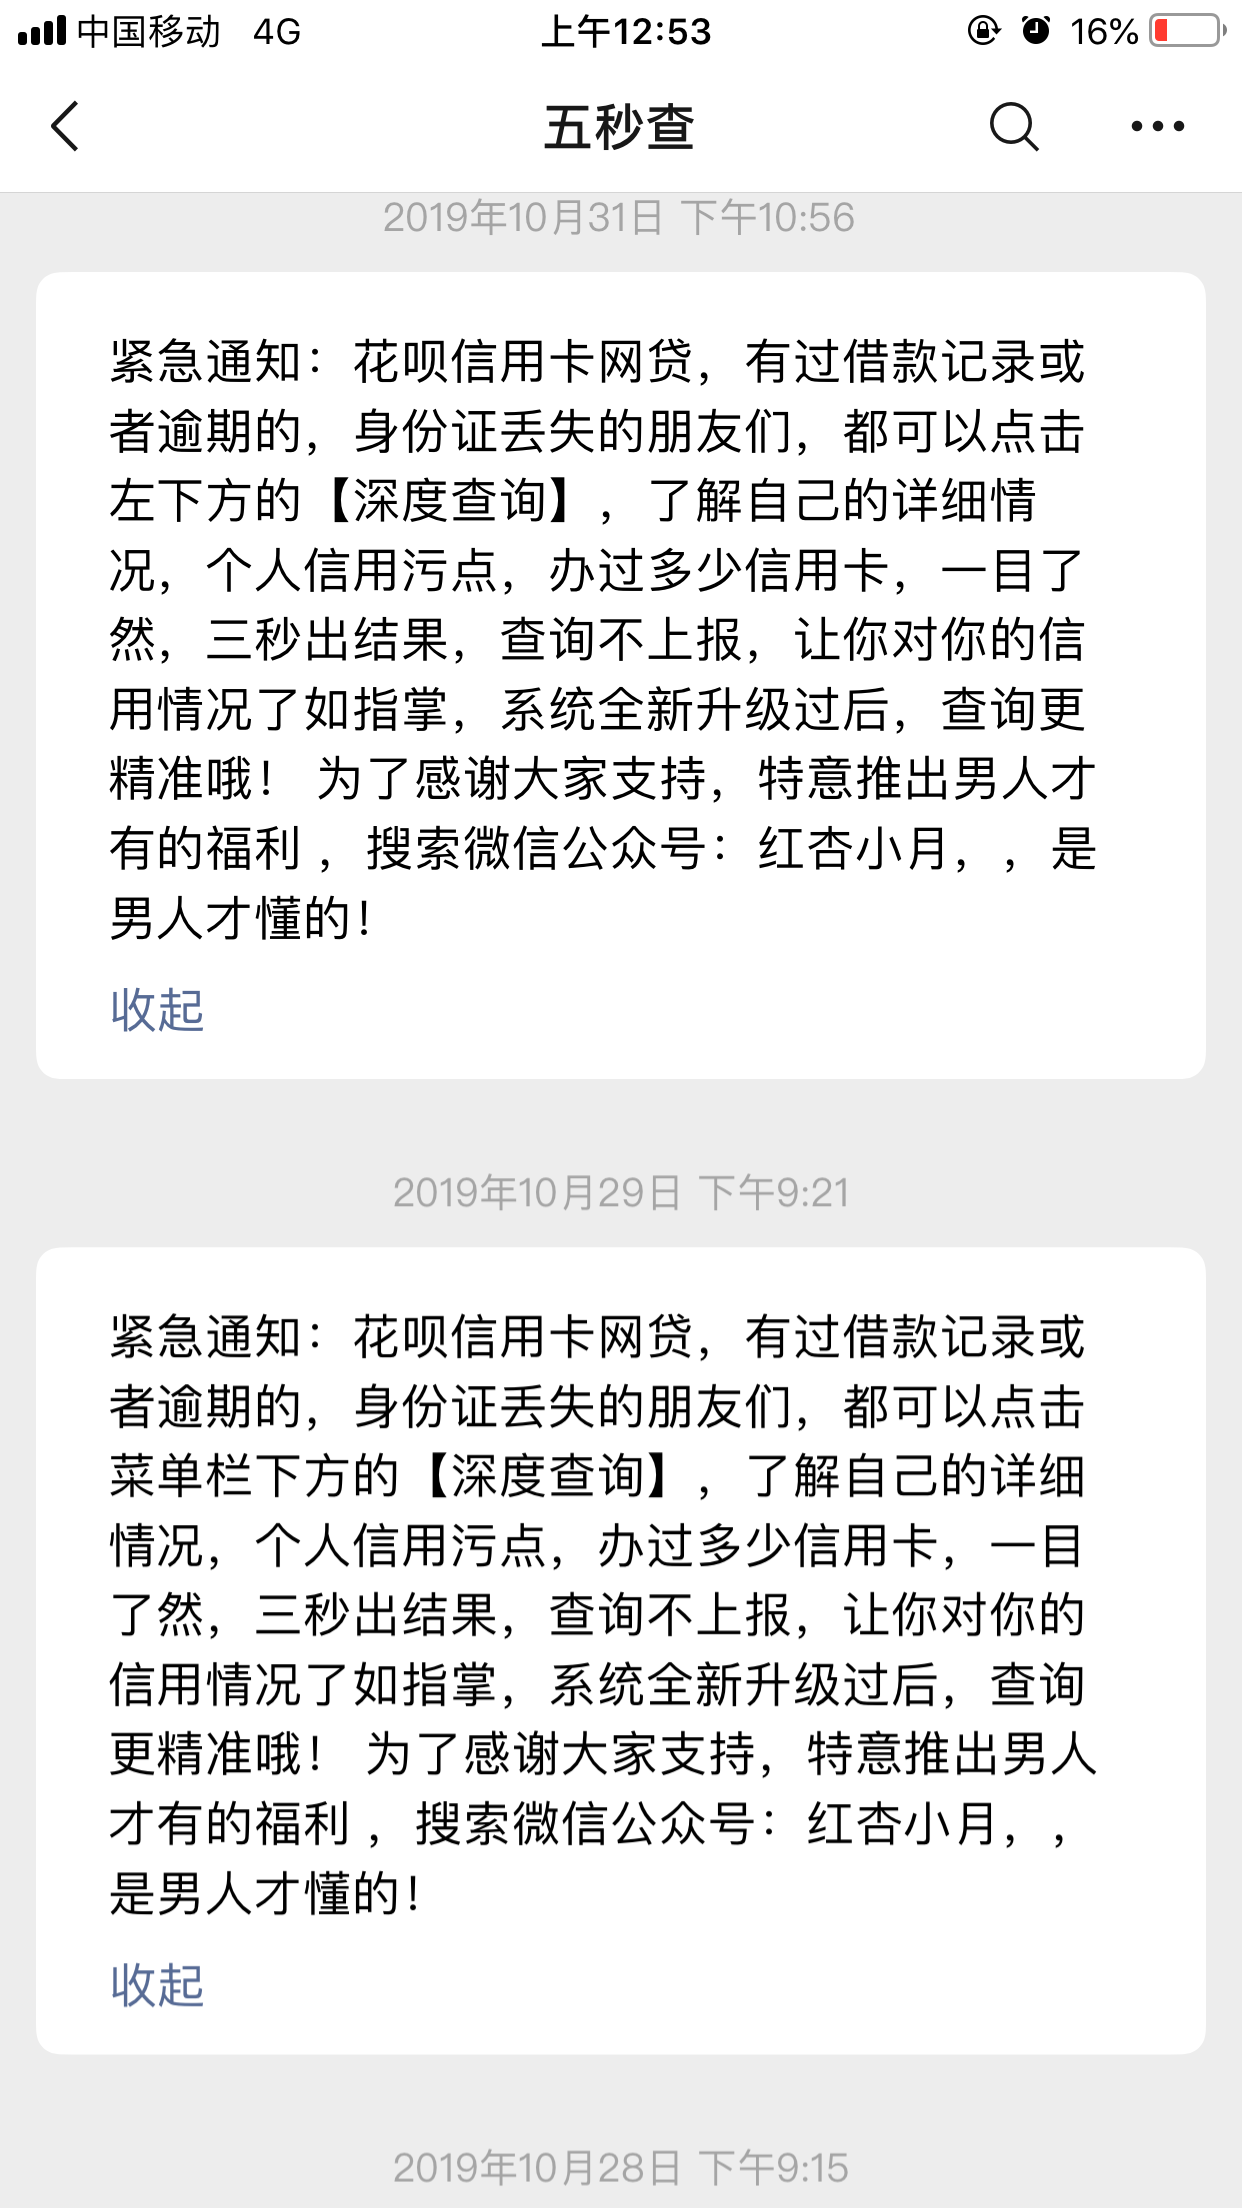 中国移动 4G 上午12:53 16%
五秒查
2019年10月31日 下午10:56
紧急通知：花呗信用卡网贷，有过借款记录或
者逾期的，身份证丢失的朋友们，都可以点击
左下方的【深度查询】，了解自己的详细情
况，个人信用污点，办过多少信用卡，一目了
然，三秒出结果，查询不上报，让你对你的信
用情况了如指掌，系统全新升级过后，查询更
精准哦！ 为了感谢大家支持，特意推出男人才
有的福利 ，搜索微信公众号：红杏小月，，是
男人才懂的！
收起
2019年10月29日 下午9:21
紧急通知：花呗信用卡网贷，有过借款记录或
者逾期的，身份证丢失的朋友们，都可以点击
菜单栏下方的【深度查询】，了解自己的详细
情况，个人信用污点，办过多少信用卡，一目
了然，三秒出结果，查询不上报，让你对你的
信用情况了如指掌，系统全新升级过后，查询
更精准哦！ 为了感谢大家支持，特意推出男人
才有的福利 ，搜索微信公众号：红杏小月，，
是男人才懂的！
收起
2019年10月28日 下午9:15